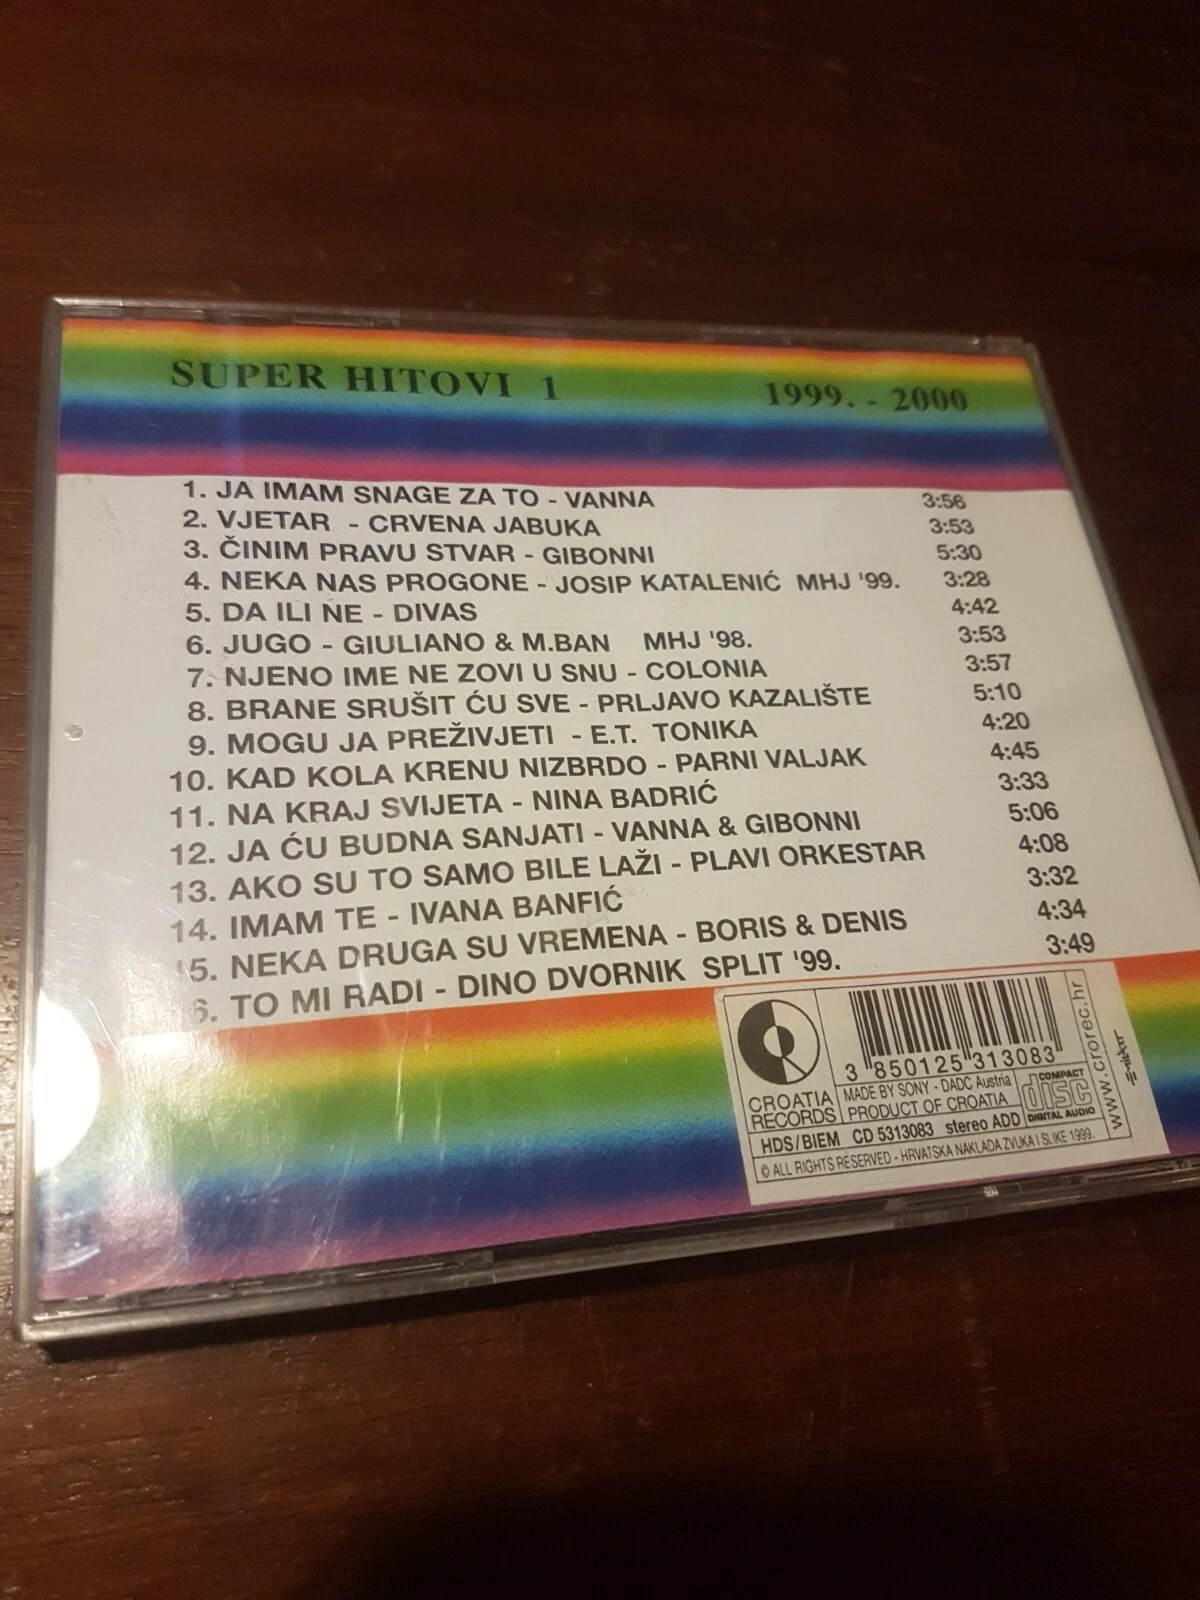 SUPER HITOVI 1 1999. - 2000
1. JA IMAM SNAGE ZA TO - VANNA 3:56
2. VJETAR - CRVENA JABUKA 3:53
3. ČINIM PRAVU STVAR - GIBONNI 5:30
4. NEKA NAS PROGONE - JOSIP KATALENIĆ MHJ '99. 3:28
5. DA ILI NE - DIVAS 4:42
6. JUGO - GIULIANO & M.BAN MHJ '98. 3:53
7. NJENO IME NE ZOVI U SNU - COLONIA 3:57
8. BRANE SRUŠIT ĆU SVE - PRLJAVO KAZALIŠTE 5:10
9. MOGU JA PREŽIVJETI - E.T. TONIKA 4:20
10. KAD KOLA KRENU NIZBRDO - PARNI VALJAK 4:45
11. NA KRAJ SVIJETA - NINA BADRIĆ 3:33
12. JA ĆU BUDNA SANJATI - VANNA & GIBONNI 5:06
13. AKO SU TO SAMO BILE LAŽI - PLAVI ORKESTAR 4:08
14. IMAM TE - IVANA BANFIĆ 3:32
15. NEKA DRUGA SU VREMENA - BORIS & DENIS 4:34
6. TO MI RADI - DINO DVORNIK SPLIT '99. 3:49
3 850125 313083
CROATIA
RECORDS
MADE BY SONY - DADC Austria
PRODUCT OF CROATIA
COMPACT
disc
DIGITAL AUDIO
HDS/BIEM CD 5313083 stereo ADD
© ALL RIGHTS RESERVED - HRVATSKA NAKLADA ZVUKA I SLIKE 1999.
www.crorec.hr